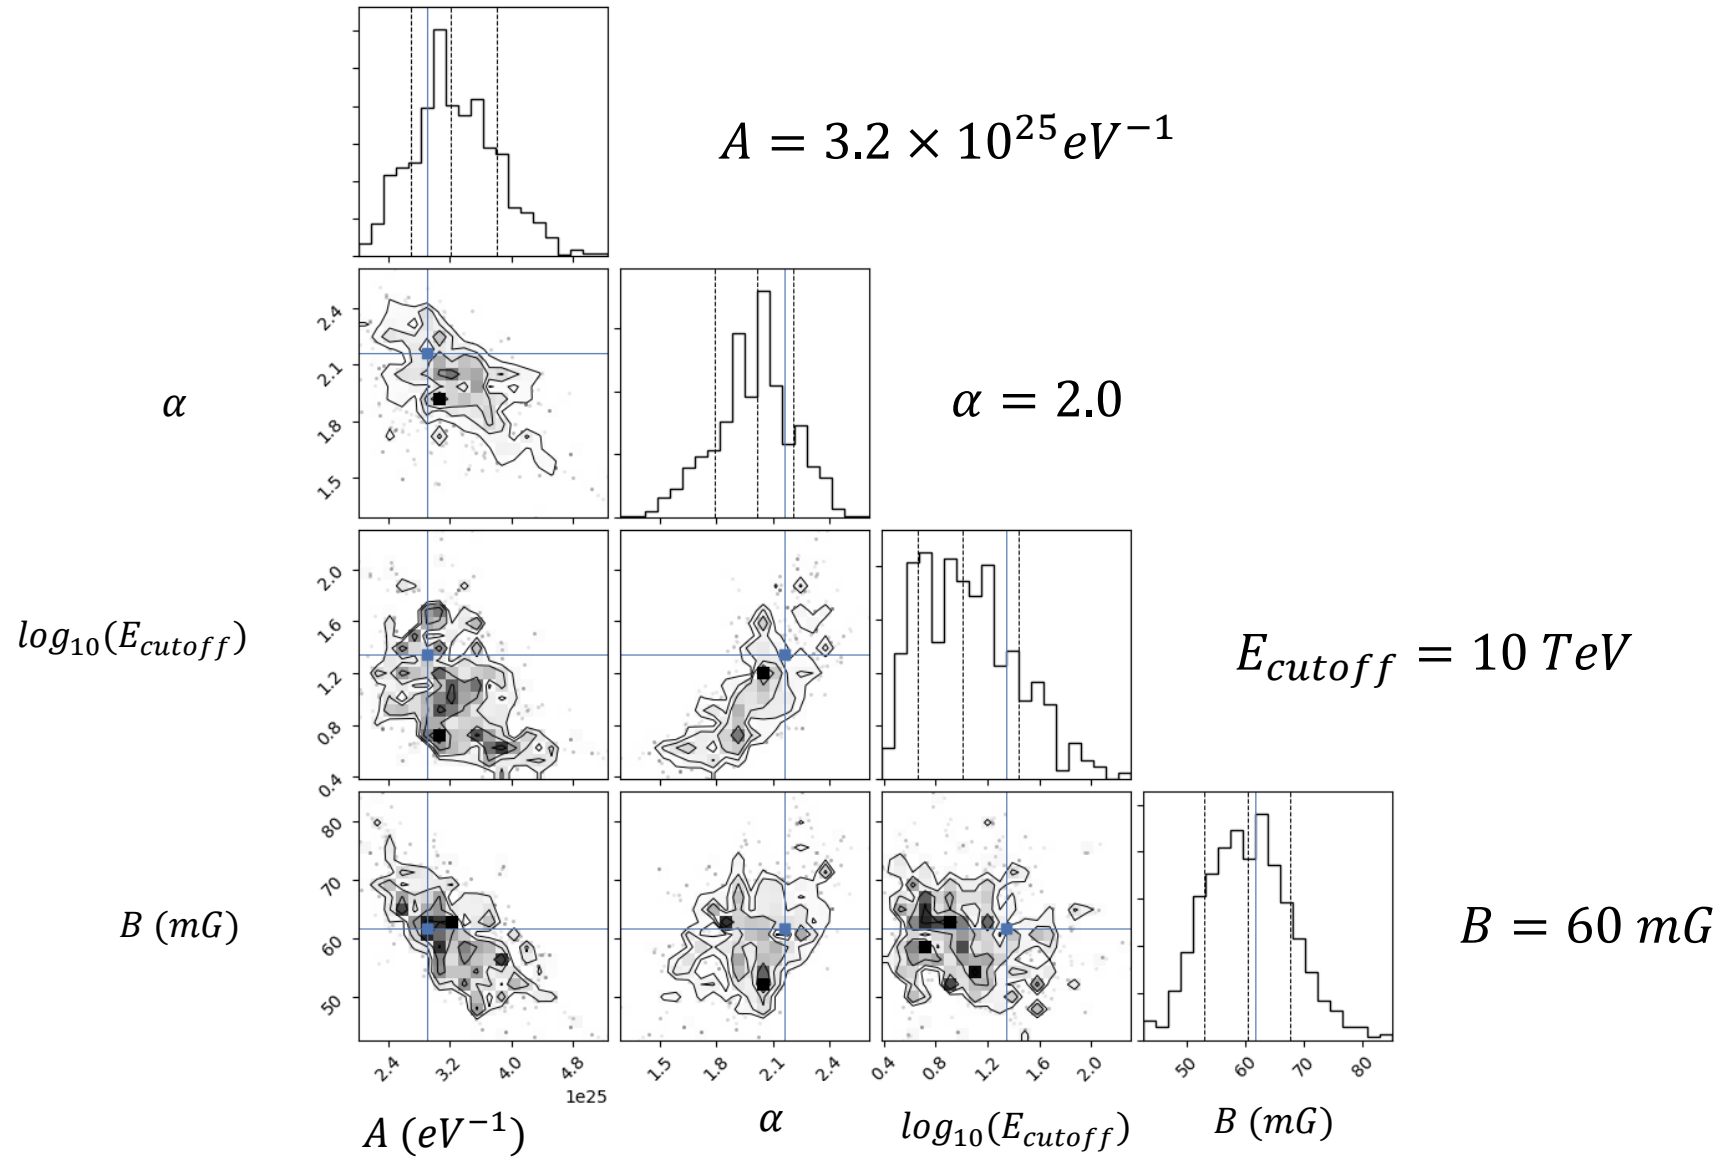 A = 3.2 × 10²⁵eV⁻¹
2.4
2.1
1.8
1.5
α
α = 2.0
2.0
1.6
1.2
0.8
0.4
log₁₀(E_cutoff)
E_cutoff = 10 TeV
80
70
60
50
B (mG)
B = 60 mG
2.4 3.2 4.0 4.8
1e25
1.5 1.8 2.1 2.4
0.4 0.8 1.2 1.6 2.0
50 60 70 80
A (eV⁻¹)
α
log₁₀(E_cutoff)
B (mG)